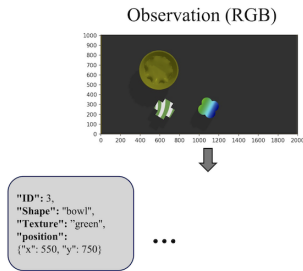 Observation (RGB)
1000
900
800
700
600
500
400
300
200
100
0
0 200 400 600 800 1000 1200 1400 1600 1800 2000
"ID": 3,
"Shape": "bowl",
"Texture": "green",
"position":
{"x": 550, "y": 750}
...